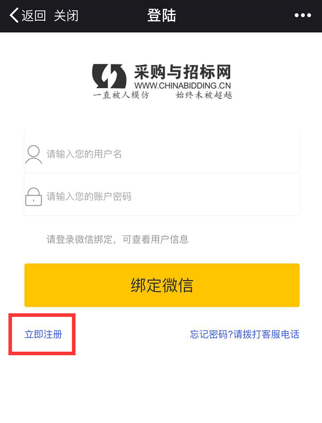 返回 关闭 登陆
采购与招标网
WWW.CHINABIDDING.CN
一直被人模仿 始终未被超越
请输入您的用户名
请输入您的账户密码
请登录微信绑定，可查看用户信息
绑定微信
立即注册 忘记密码?请拨打客服电话